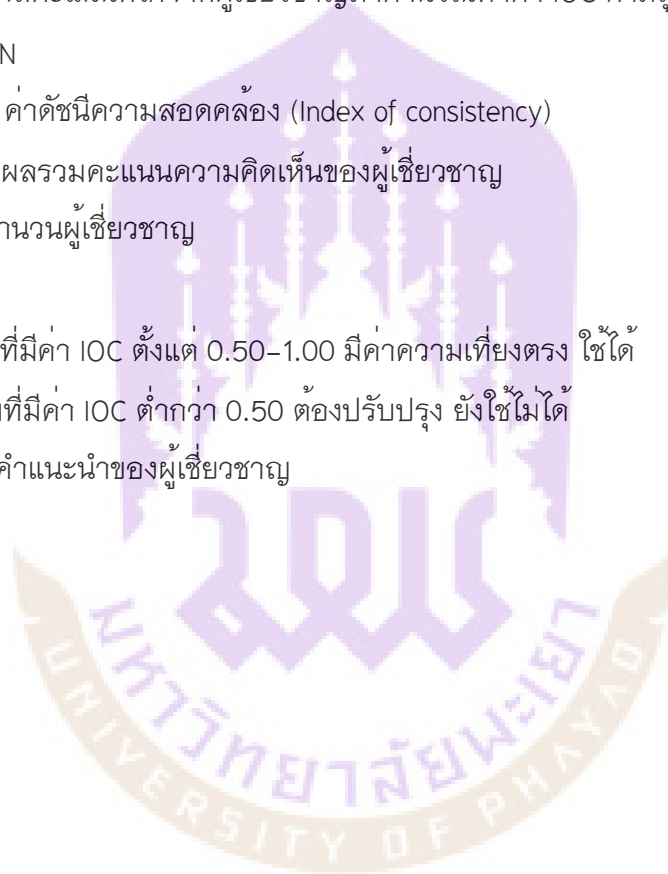 N
ค่าดัชนีความสอดคล้อง (Index of consistency)
ผลรวมคะแนนความคิดเห็นของผู้เชี่ยวชาญ
านวนผู้เชี่ยวชาญ
ที่มีค่า IOC ตั้งแต่ 0.50–1.00 มีค่าความเที่ยงตรง ใช้ได้
ที่มีค่า IOC ต่ำกว่า 0.50 ต้องปรับปรุง ยังใช้ไม่ได้
คำแนะนำของผู้เชี่ยวชาญ
มหาวิทยาลัยพะเยา
UNIVERSITY OF PHAYAO